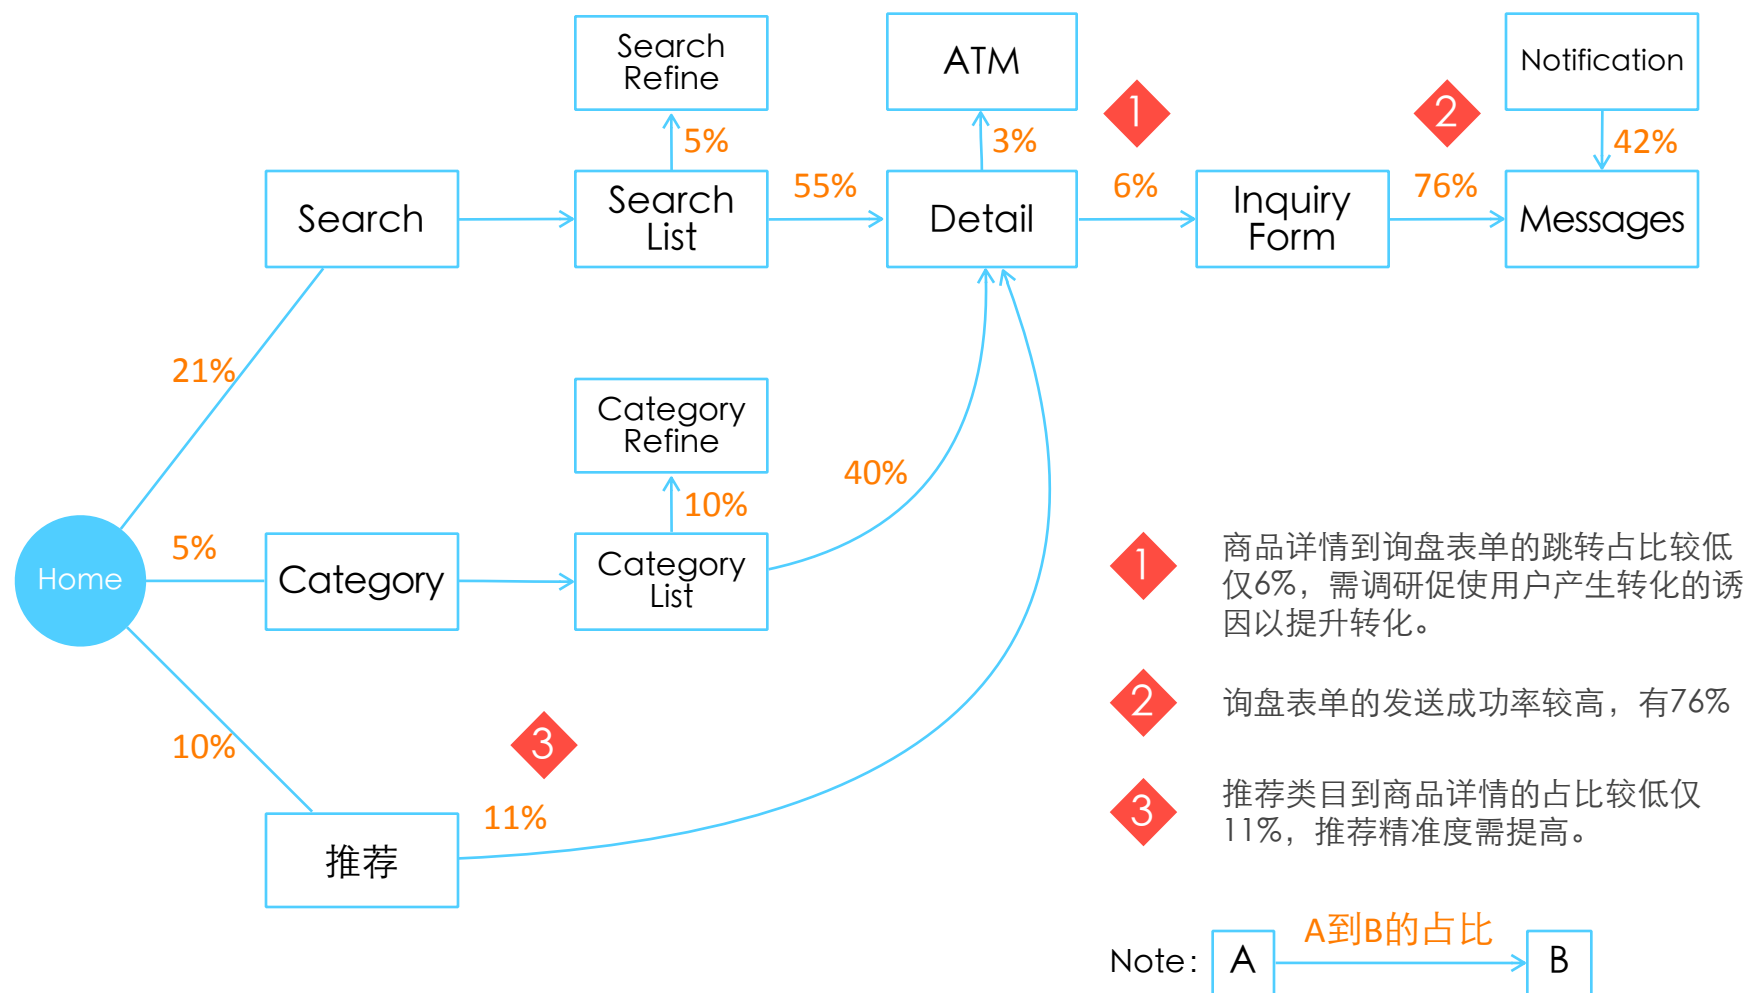 Search
Refine
ATM
Notification
1
2
5%
3%
42%
55%
6%
76%
Search
Search
List
Detail
Inquiry
Form
Messages
21%
Category
Refine
40%
10%
5%
Home
Category
Category
List
10%
3
11%
推荐
1
商品详情到询盘表单的跳转占比较低
仅6%，需调研促使用户产生转化的诱
因以提升转化。
2
询盘表单的发送成功率较高，有76%
3
推荐类目到商品详情的占比较低仅
11%，推荐精准度需提高。
Note:
A
A到B的占比
B